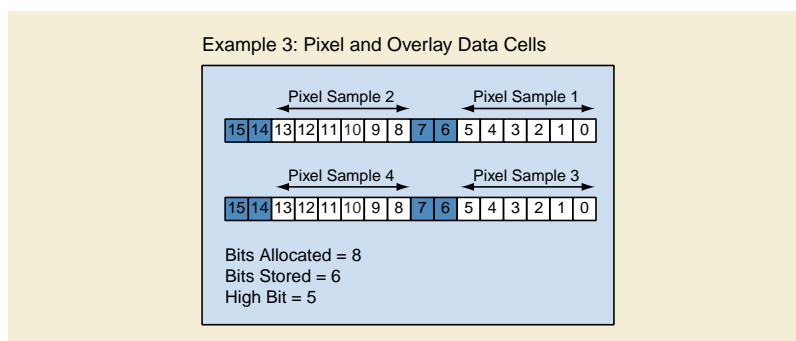 Example 3: Pixel and Overlay Data Cells
Pixel Sample 2 Pixel Sample 1
15 14 13 12 11 10 9 8 7 6 5 4 3 2 1 0
Pixel Sample 4 Pixel Sample 3
15 14 13 12 11 10 9 8 7 6 5 4 3 2 1 0
Bits Allocated = 8
Bits Stored = 6
High Bit = 5